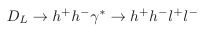 D_L → h⁺h⁻γ* → h⁺h⁻l⁺l⁻